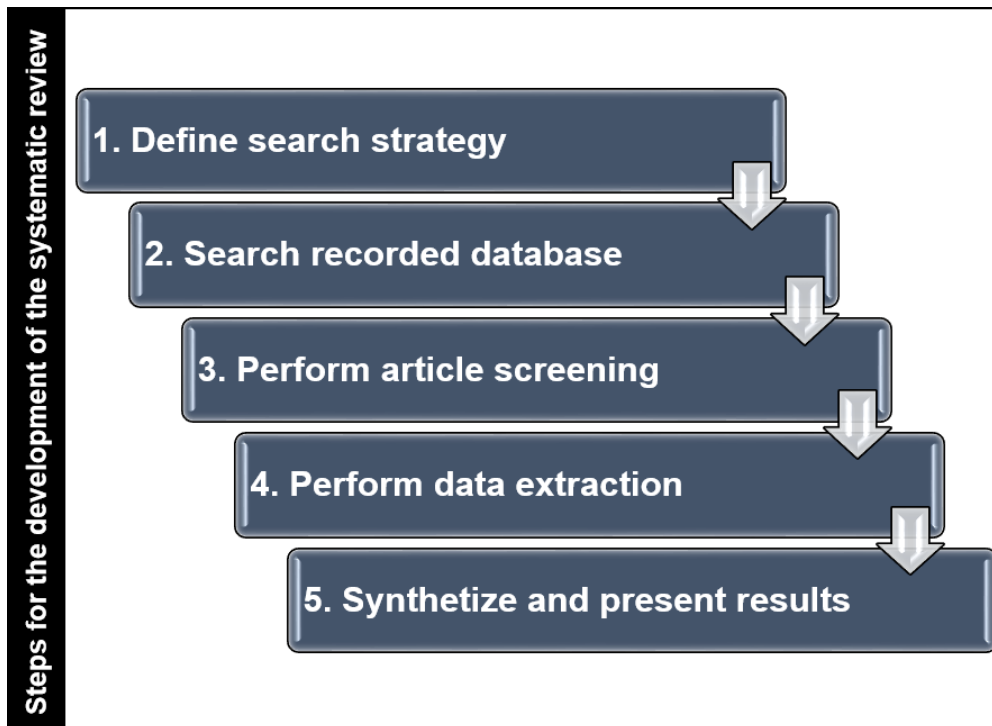 Steps for the development of the systematic review
1. Define search strategy
2. Search recorded database
3. Perform article screening
4. Perform data extraction
5. Synthetize and present results